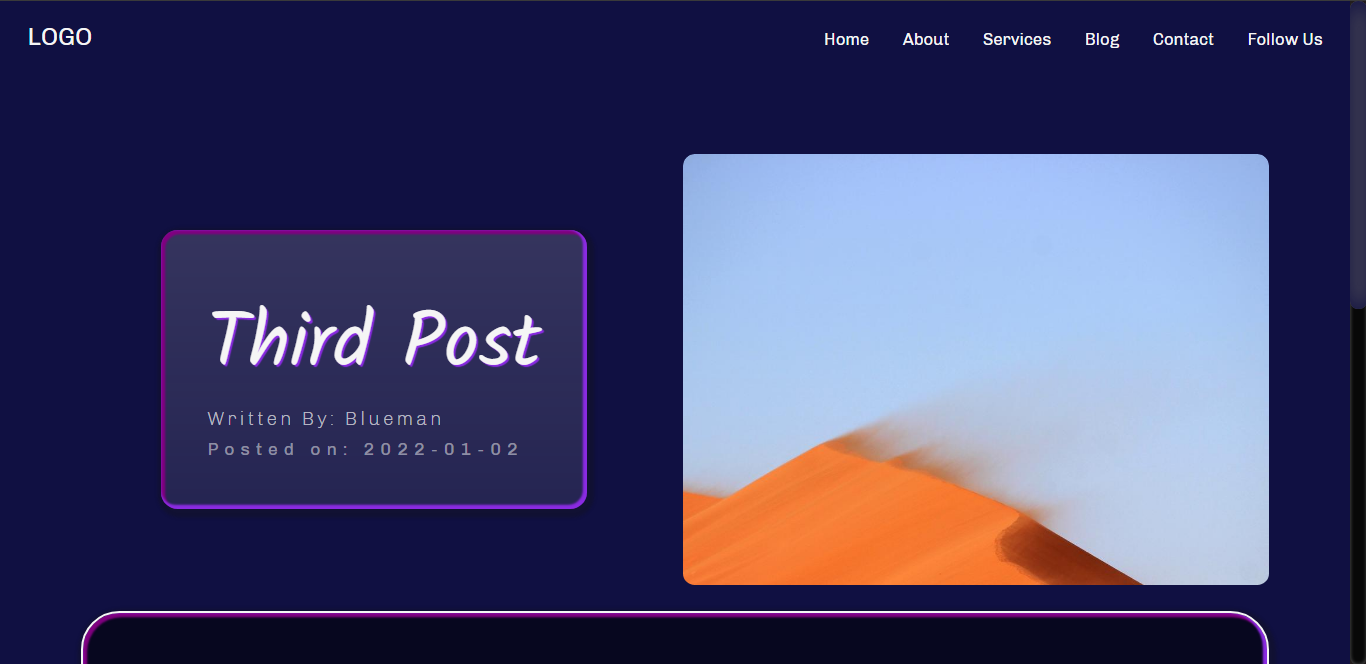 LOGO
Home About Services Blog Contact Follow Us
Third Post
Written By: Blueman
Posted on: 2022-01-02